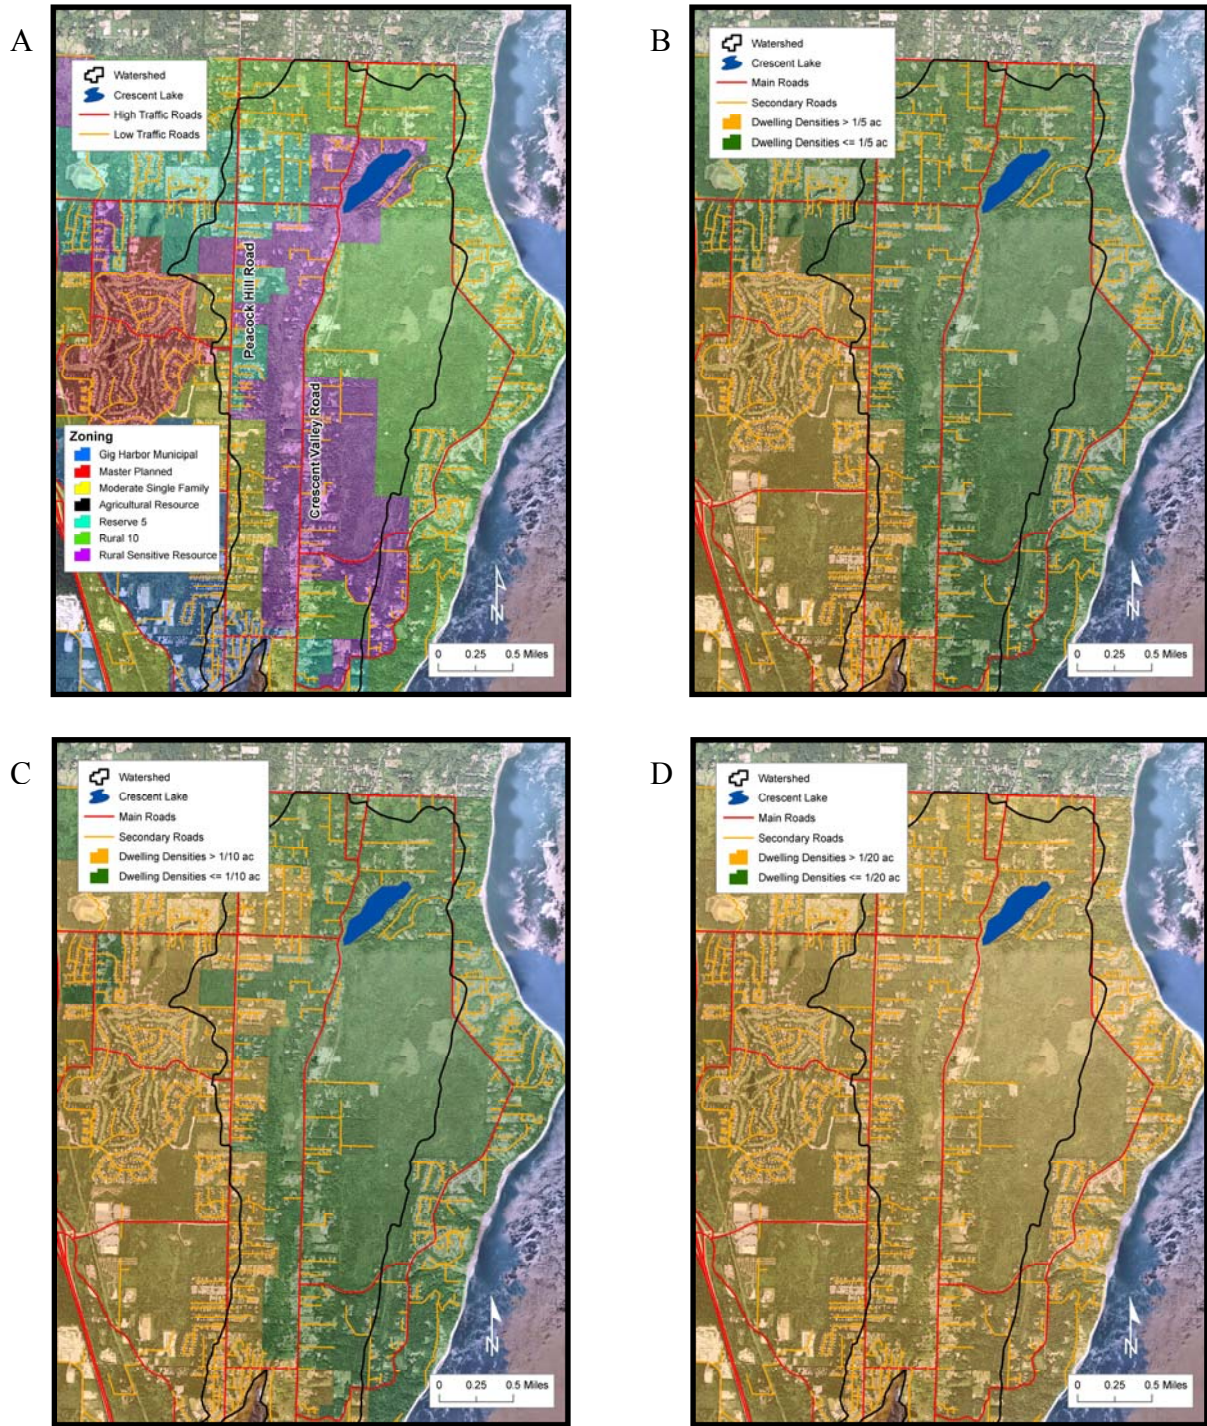 A
Watershed
Crescent Lake
High Traffic Roads
Low Traffic Roads
Peacock Hill Road
Crescent Valley Road
Zoning
Gig Harbor Municipal
Master Planned
Moderate Single Family
Agricultural Resource
Reserve 5
Rural 10
Rural Sensitive Resource
N
0 0.25 0.5 Miles
B
Watershed
Crescent Lake
Main Roads
Secondary Roads
Dwelling Densities > 1/5 ac
Dwelling Densities <= 1/5 ac
N
0 0.25 0.5 Miles
C
Watershed
Crescent Lake
Main Roads
Secondary Roads
Dwelling Densities > 1/10 ac
Dwelling Densities <= 1/10 ac
N
0 0.25 0.5 Miles
D
Watershed
Crescent Lake
Main Roads
Secondary Roads
Dwelling Densities > 1/20 ac
Dwelling Densities <= 1/20 ac
N
0 0.25 0.5 Miles